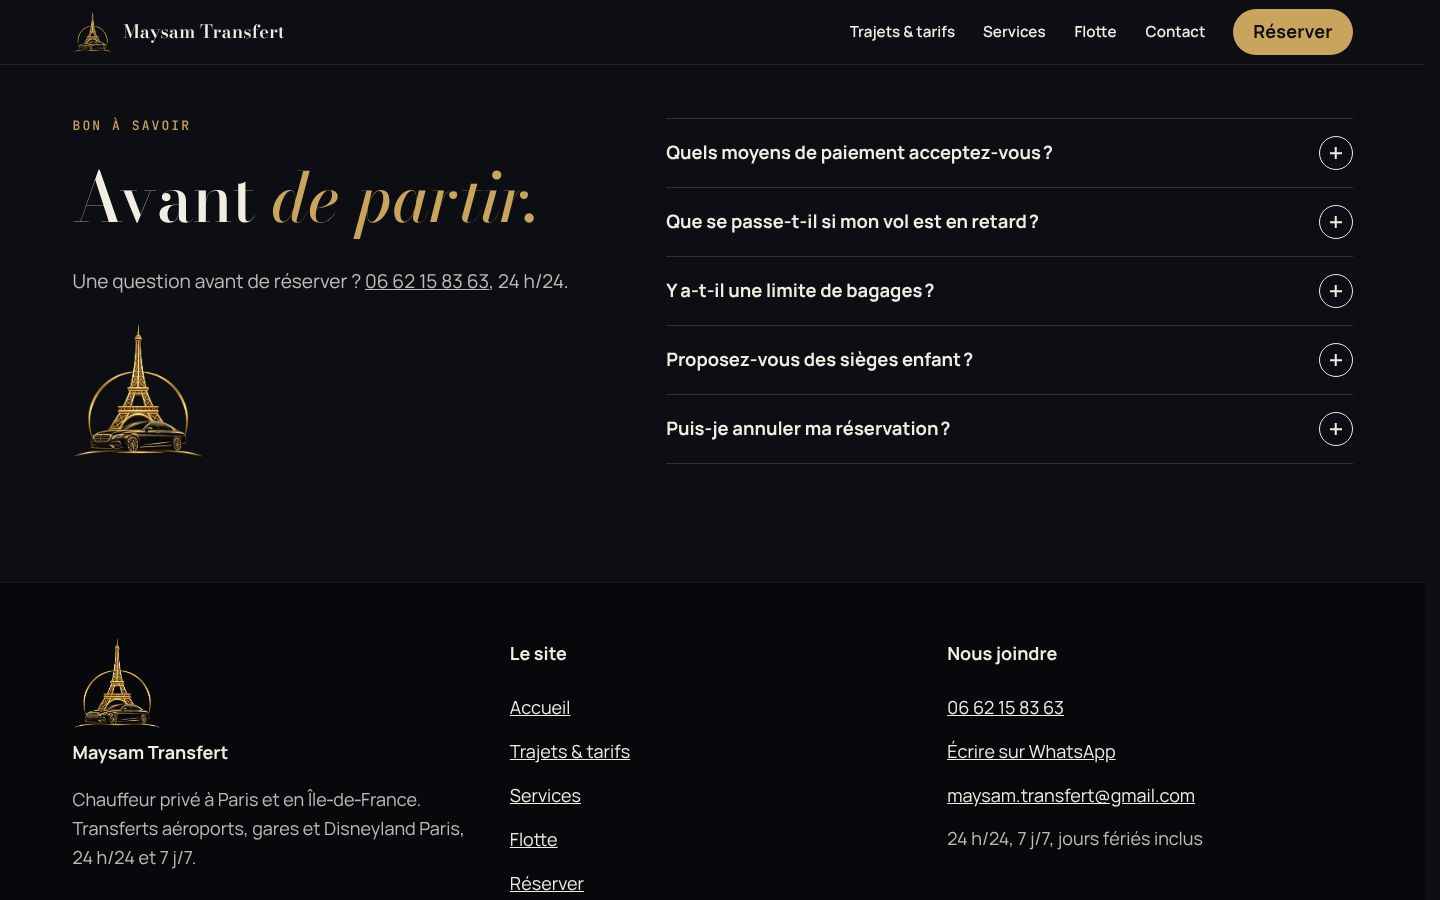 Maysam Transfert
Trajets & tarifs
Services
Flotte
Contact
Réserver
BON À SAVOIR
Avant de partir.
Une question avant de réserver ? 06 62 15 83 63, 24 h/24.
Quels moyens de paiement acceptez-vous ?
Que se passe-t-il si mon vol est en retard ?
Y a-t-il une limite de bagages ?
Proposez-vous des sièges enfant ?
Puis-je annuler ma réservation ?
Maysam Transfert
Chauffeur privé à Paris et en Île-de-France.
Transferts aéroports, gares et Disneyland Paris,
24 h/24 et 7 j/7.
Le site
Accueil
Trajets & tarifs
Services
Flotte
Réserver
Nous joindre
06 62 15 83 63
Écrire sur WhatsApp
maysam.transfert@gmail.com
24 h/24, 7 j/7, jours fériés inclus